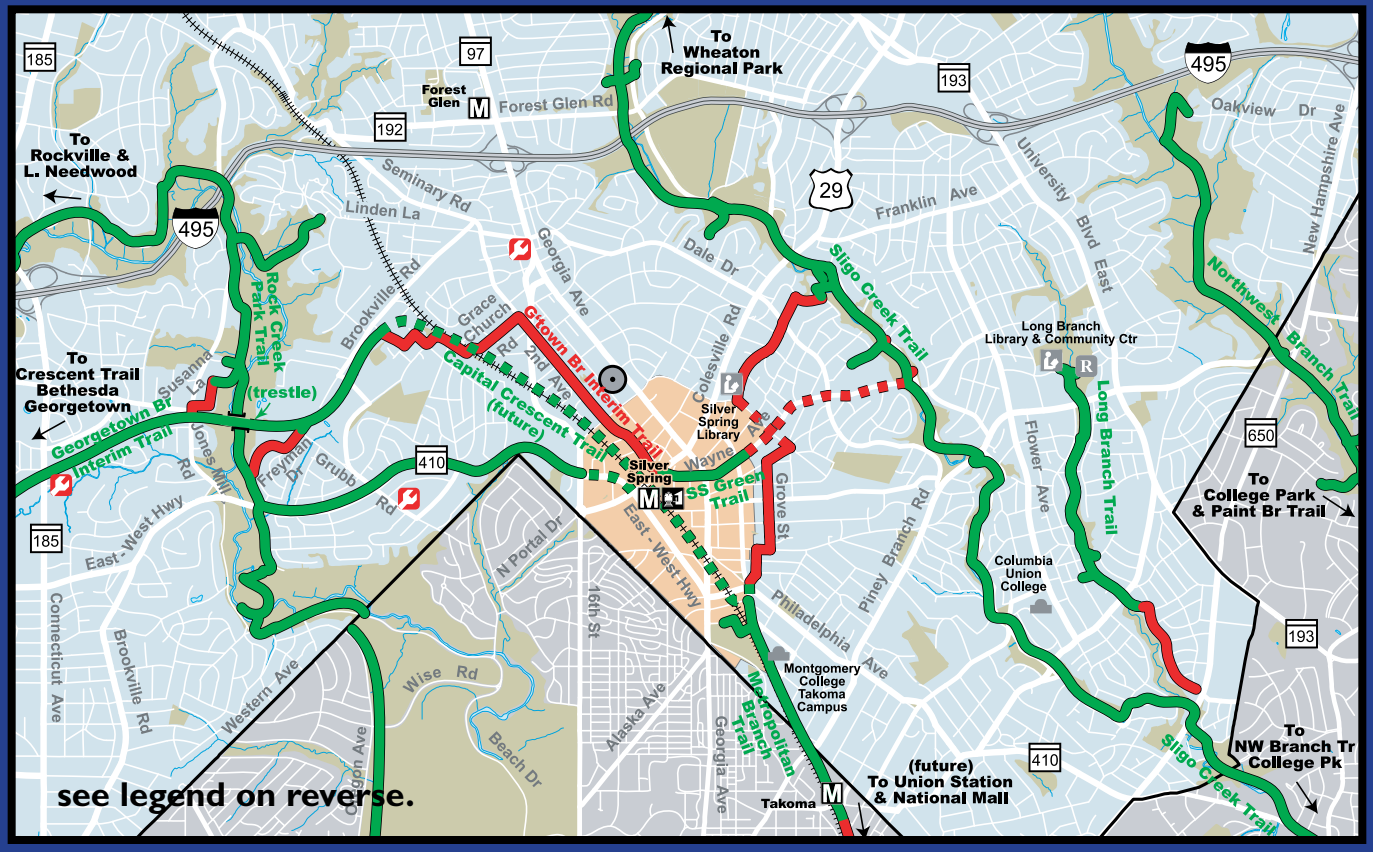 185
97
To
Wheaton
Regional Park
193
495
Forest
Glen
M
Forest Glen Rd
192
Oakview Dr
New Hampshire Ave
To
Rockville &
L. Needwood
Seminary Rd
Linden La
495
29
University Blvd East
Franklin Ave
Georgia Ave
Dale Dr
Sligo Creek Trail
Rock Creek
Park Trail
Brookville Rd
Grace
Church
Rd
2nd Ave
G'town Br Interim Trail
Colesville Rd
Northwest Branch Trail
Long Branch
Library & Community Ctr
R
To
Crescent Trail
Bethesda
Georgetown
Susanna
La
(trestle)
Capital Crescent Trail
(future)
Silver
Spring
Library
Long Branch Trail
Georgetown Br
Interim Trail
Jones Mill
Rd
Freyman
Dr
Grubb Rd
410
Wayne Ave
Silver
Spring
M
SS Green
Trail
Grove St
Flower Ave
650
To
College Park
& Paint Br Trail
185
East - West Hwy
N Portal Dr
East - West Hwy
Piney Branch Rd
Columbia
Union
College
16th St
Philadelphia Ave
193
Connecticut Ave
Brookville Rd
Western Ave
Wise Rd
Montgomery
College
Takoma
Campus
Alaska Ave
Georgia Ave
Metropolitan
Branch
Trail
Beach Dr
Oregon Ave
410
(future)
To Union Station
& National Mall
Takoma
M
Sligo Creek Trail
To
NW Branch Tr
College Pk
see legend on reverse.